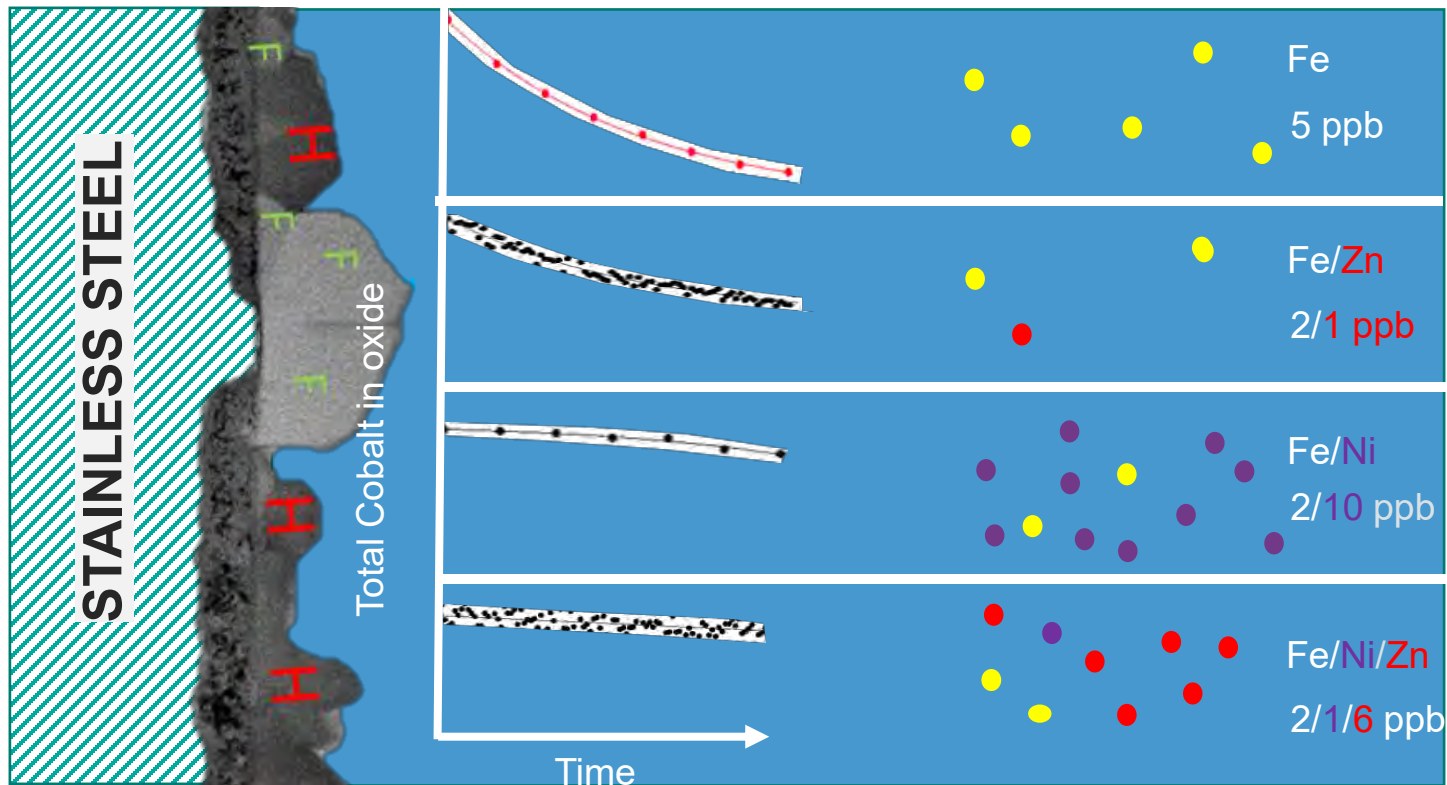 STAINLESS STEEL
F
H
F
F
F
H
H
Total Cobalt in oxide
Time
Fe
5 ppb
Fe/Zn
2/1 ppb
Fe/Ni
2/10 ppb
Fe/Ni/Zn
2/1/6 ppb